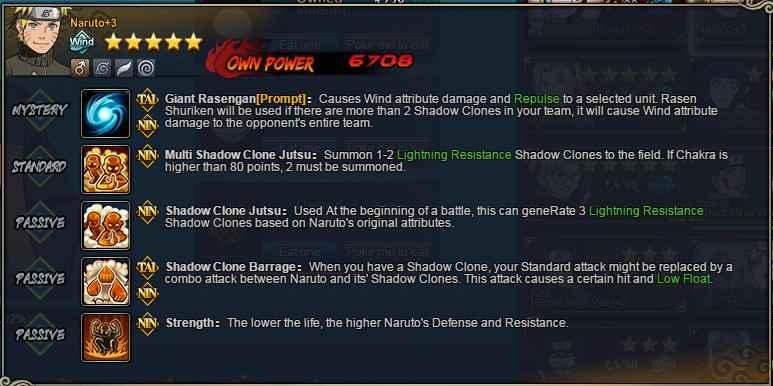 Naruto+3
Wind
OWN POWER 6708
MYSTERY
TAI
NIN
Giant Rasengan[Prompt]: Causes Wind attribute damage and Repulse to a selected unit. Rasen
Shuriken will be used if there are more than 2 Shadow Clones in your team, it will cause Wind attribute
damage to the opponent's entire team.
STANDARD
NIN
Multi Shadow Clone Jutsu: Summon 1-2 Lightning Resistance Shadow Clones to the field. If Chakra is
higher than 80 points, 2 must be summoned.
PASSIVE
NIN
Shadow Clone Jutsu: Used At the beginning of a battle, this can geneRate 3 Lightning Resistance
Shadow Clones based on Naruto's original attributes.
PASSIVE
TAI
NIN
Shadow Clone Barrage: When you have a Shadow Clone, your Standard attack might be replaced by a
combo attack between Naruto and its' Shadow Clones. This attack causes a certain hit and Low Float.
PASSIVE
NIN
Strength: The lower the life, the higher Naruto's Defense and Resistance.
Eat one
Poke me to eat